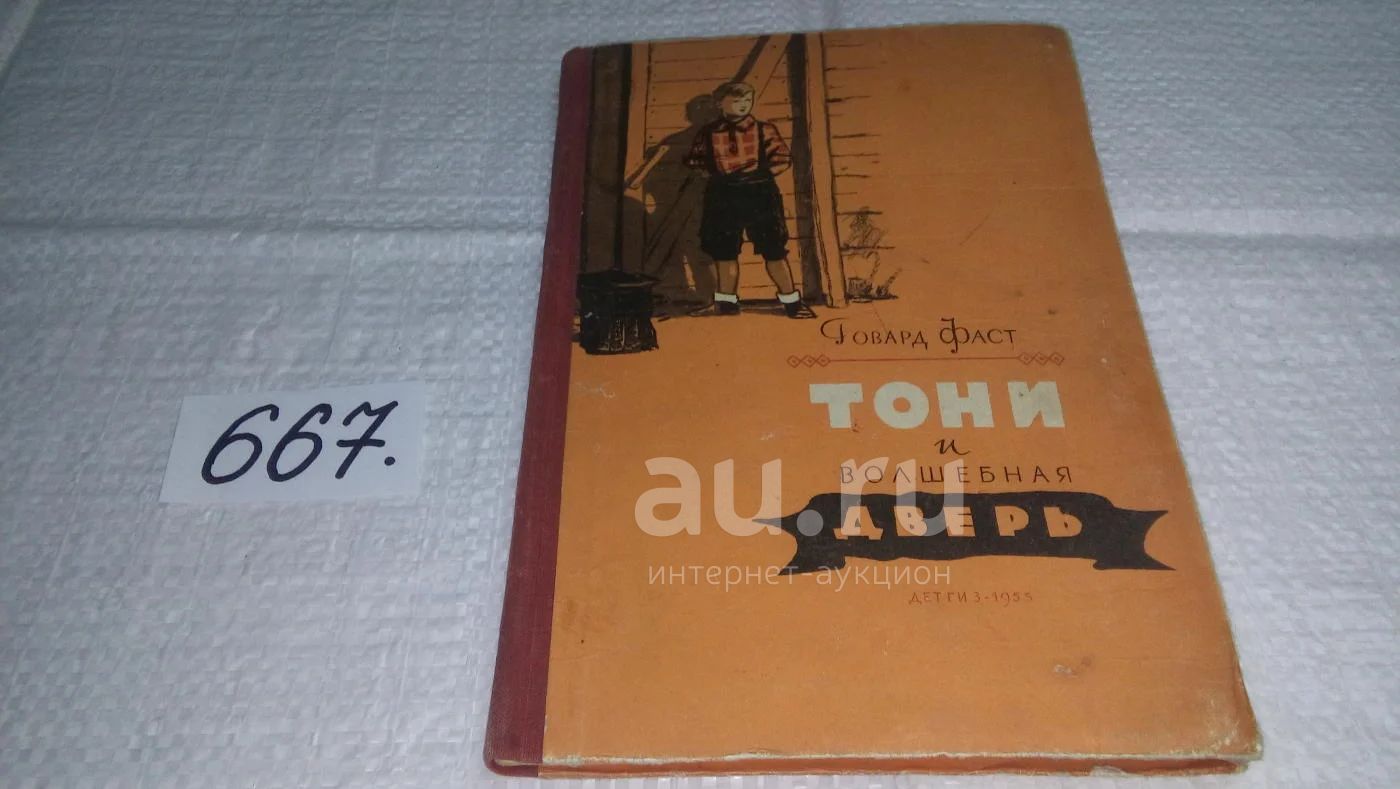 667.
Говард Фаст
ТОНИ
и
ВОЛШЕБНАЯ
ДВЕРЬ
ДЕТГИЗ-1955
au.ru
интернет-аукцион